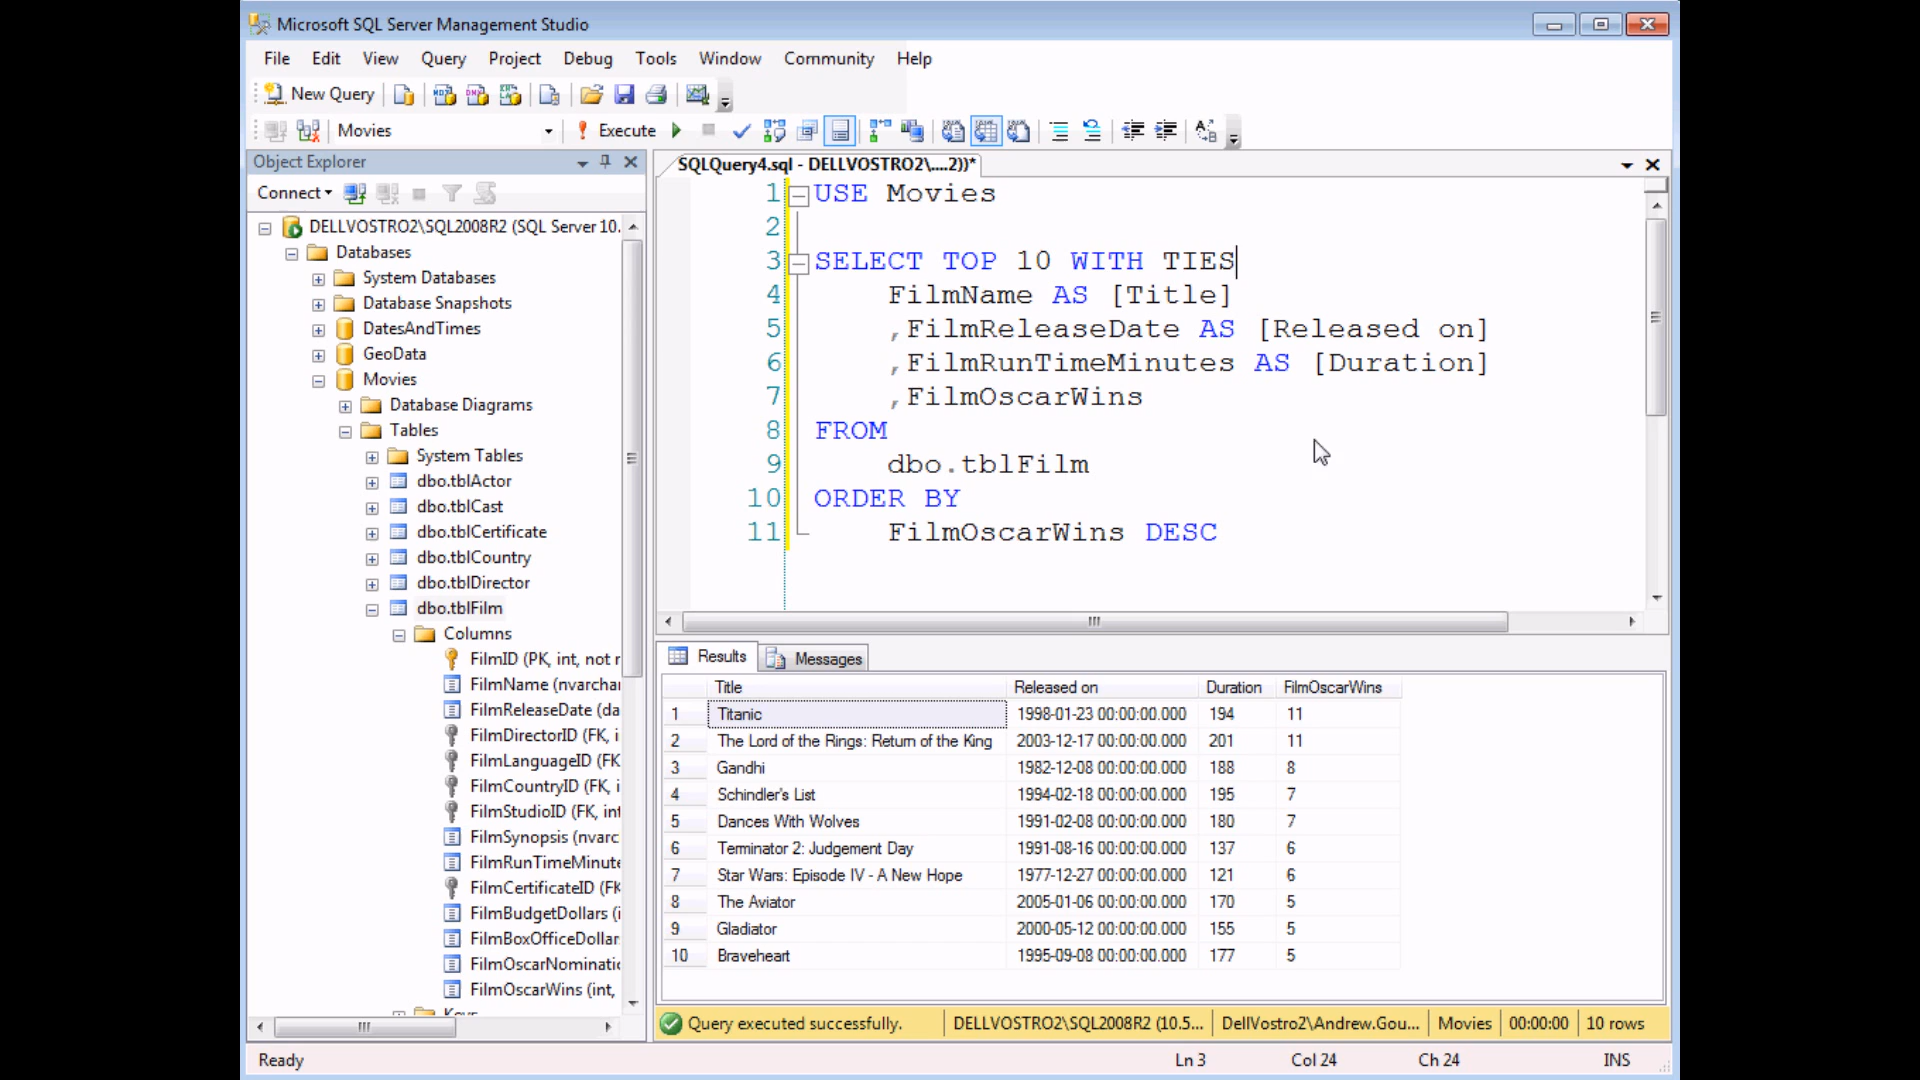 Microsoft SQL Server Management Studio
File Edit View Query Project Debug Tools Window Community Help
New Query
Movies Execute
Object Explorer
Connect
DELLVOSTRO2\SQL2008R2 (SQL Server 10.
Databases
System Databases
Database Snapshots
DatesAndTimes
GeoData
Movies
Database Diagrams
Tables
System Tables
dbo.tblActor
dbo.tblCast
dbo.tblCertificate
dbo.tblCountry
dbo.tblDirector
dbo.tblFilm
Columns
FilmID (PK, int, not r
FilmName (nvarchar
FilmReleaseDate (da
FilmDirectorID (FK, i
FilmLanguageID (FK
FilmCountryID (FK, i
FilmStudioID (FK, int
FilmSynopsis (nvarc
FilmRunTimeMinute
FilmCertificateID (FK
FilmBudgetDollars (i
FilmBoxOfficeDollar
FilmOscarNominatio
FilmOscarWins (int,
SQLQuery4.sql - DELLVOSTRO2\....2))*
1 USE Movies
2
3 SELECT TOP 10 WITH TIES
4 FilmName AS [Title]
5 ,FilmReleaseDate AS [Released on]
6 ,FilmRunTimeMinutes AS [Duration]
7 ,FilmOscarWins
8 FROM
9 dbo.tblFilm
10 ORDER BY
11 FilmOscarWins DESC
Results Messages
Title Released on Duration FilmOscarWins
1 Titanic 1998-01-23 00:00:00.000 194 11
2 The Lord of the Rings: Return of the King 2003-12-17 00:00:00.000 201 11
3 Gandhi 1982-12-08 00:00:00.000 188 8
4 Schindler's List 1994-02-18 00:00:00.000 195 7
5 Dances With Wolves 1991-02-08 00:00:00.000 180 7
6 Terminator 2: Judgement Day 1991-08-16 00:00:00.000 137 6
7 Star Wars: Episode IV - A New Hope 1977-12-27 00:00:00.000 121 6
8 The Aviator 2005-01-06 00:00:00.000 170 5
9 Gladiator 2000-05-12 00:00:00.000 155 5
10 Braveheart 1995-09-08 00:00:00.000 177 5
Query executed successfully. DELLVOSTRO2\SQL2008R2 (10.5... DellVostro2\Andrew.Gou... Movies 00:00:00 10 rows
Ready Ln 3 Col 24 Ch 24 INS